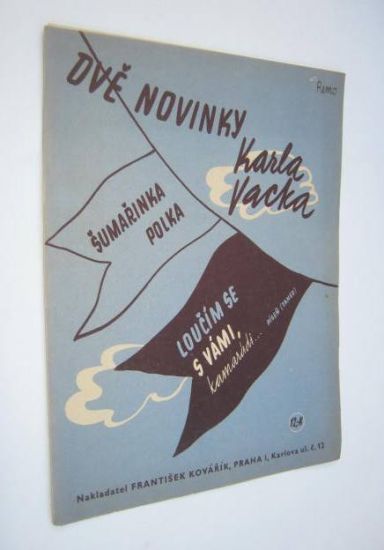 Remo
DVĚ NOVINKY
Karla
Vacka
ŠUMAŘINKA
POLKA
LOUČÍM SE
S VÁMI,
kamarádi...
12,-K
Nakladatel FRANTIŠEK KOVÁŘÍK, PRAHA I, Karlova ul. č. 12